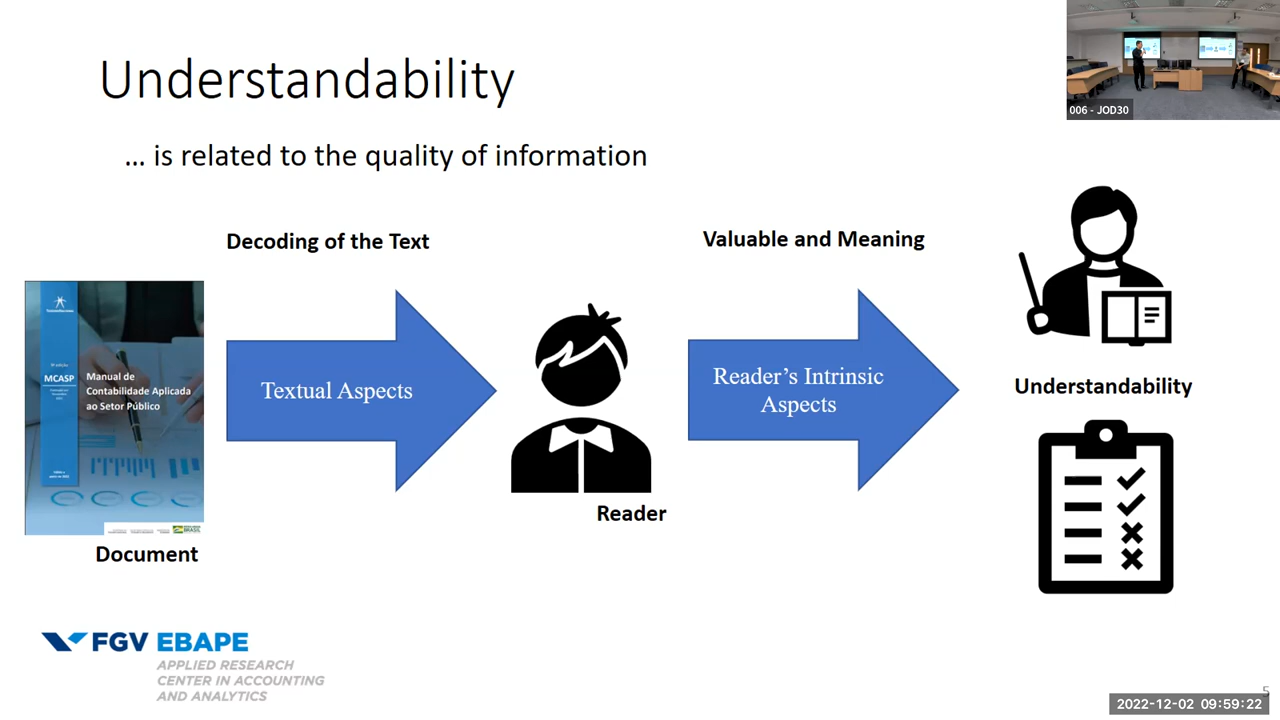 Understandability
... is related to the quality of information
006 - JOD30
Decoding of the Text
Valuable and Meaning
MCASP
Manual de
Contabilidade Aplicada
ao Setor Público
Textual Aspects
Reader's Intrinsic
Aspects
Understandability
Reader
Document
FGV EBAPE
APPLIED RESEARCH
CENTER IN ACCOUNTING
AND ANALYTICS
5
2022-12-02 09:59:22